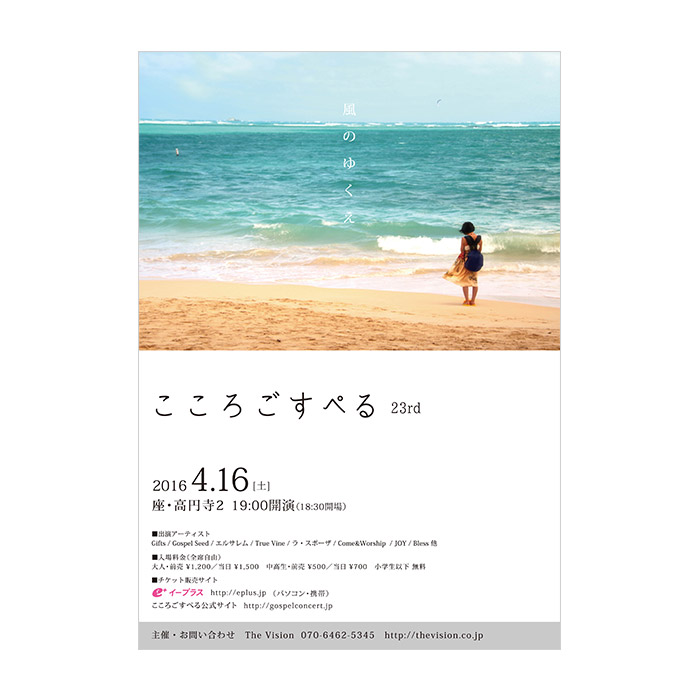 風のゆくえ
こころごすぺる 23rd
2016 4.16 [土]
座・高円寺2 19:00開演(18:30開場)
■出演アーティスト
Gifts / Gospel Seed / エルサレム / True Vine / ラ・スポーザ / Come&Worship / JOY / Bless 他
■入場料金(全席自由)
大人・前売 ¥1,200／当日 ¥1,500 中高生・前売 ¥500／当日 ¥700 小学生以下 無料
■チケット販売サイト
e+ イープラス http://eplus.jp (パソコン・携帯)
こころごすぺる公式サイト http://gospelconcert.jp
主催・お問い合わせ The Vision 070-6462-5345 http://thevision.co.jp